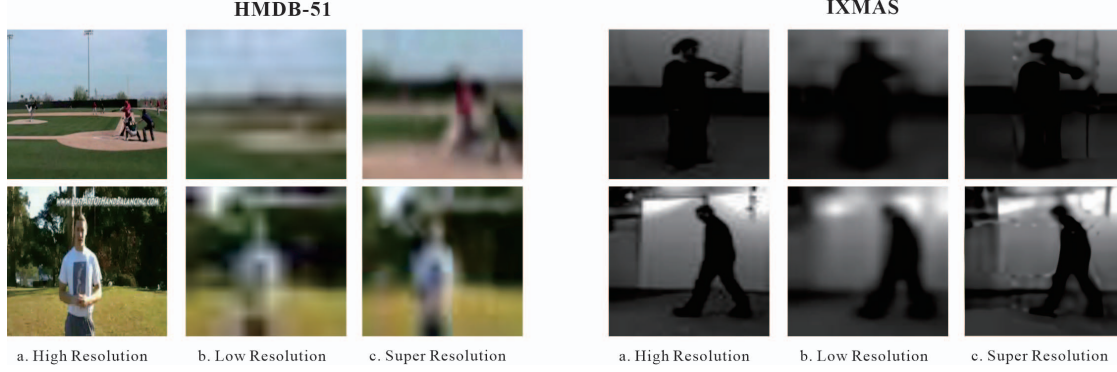 HMDB-51
IXMAS
a. High Resolution
b. Low Resolution
c. Super Resolution
a. High Resolution
b. Low Resolution
c. Super Resolution